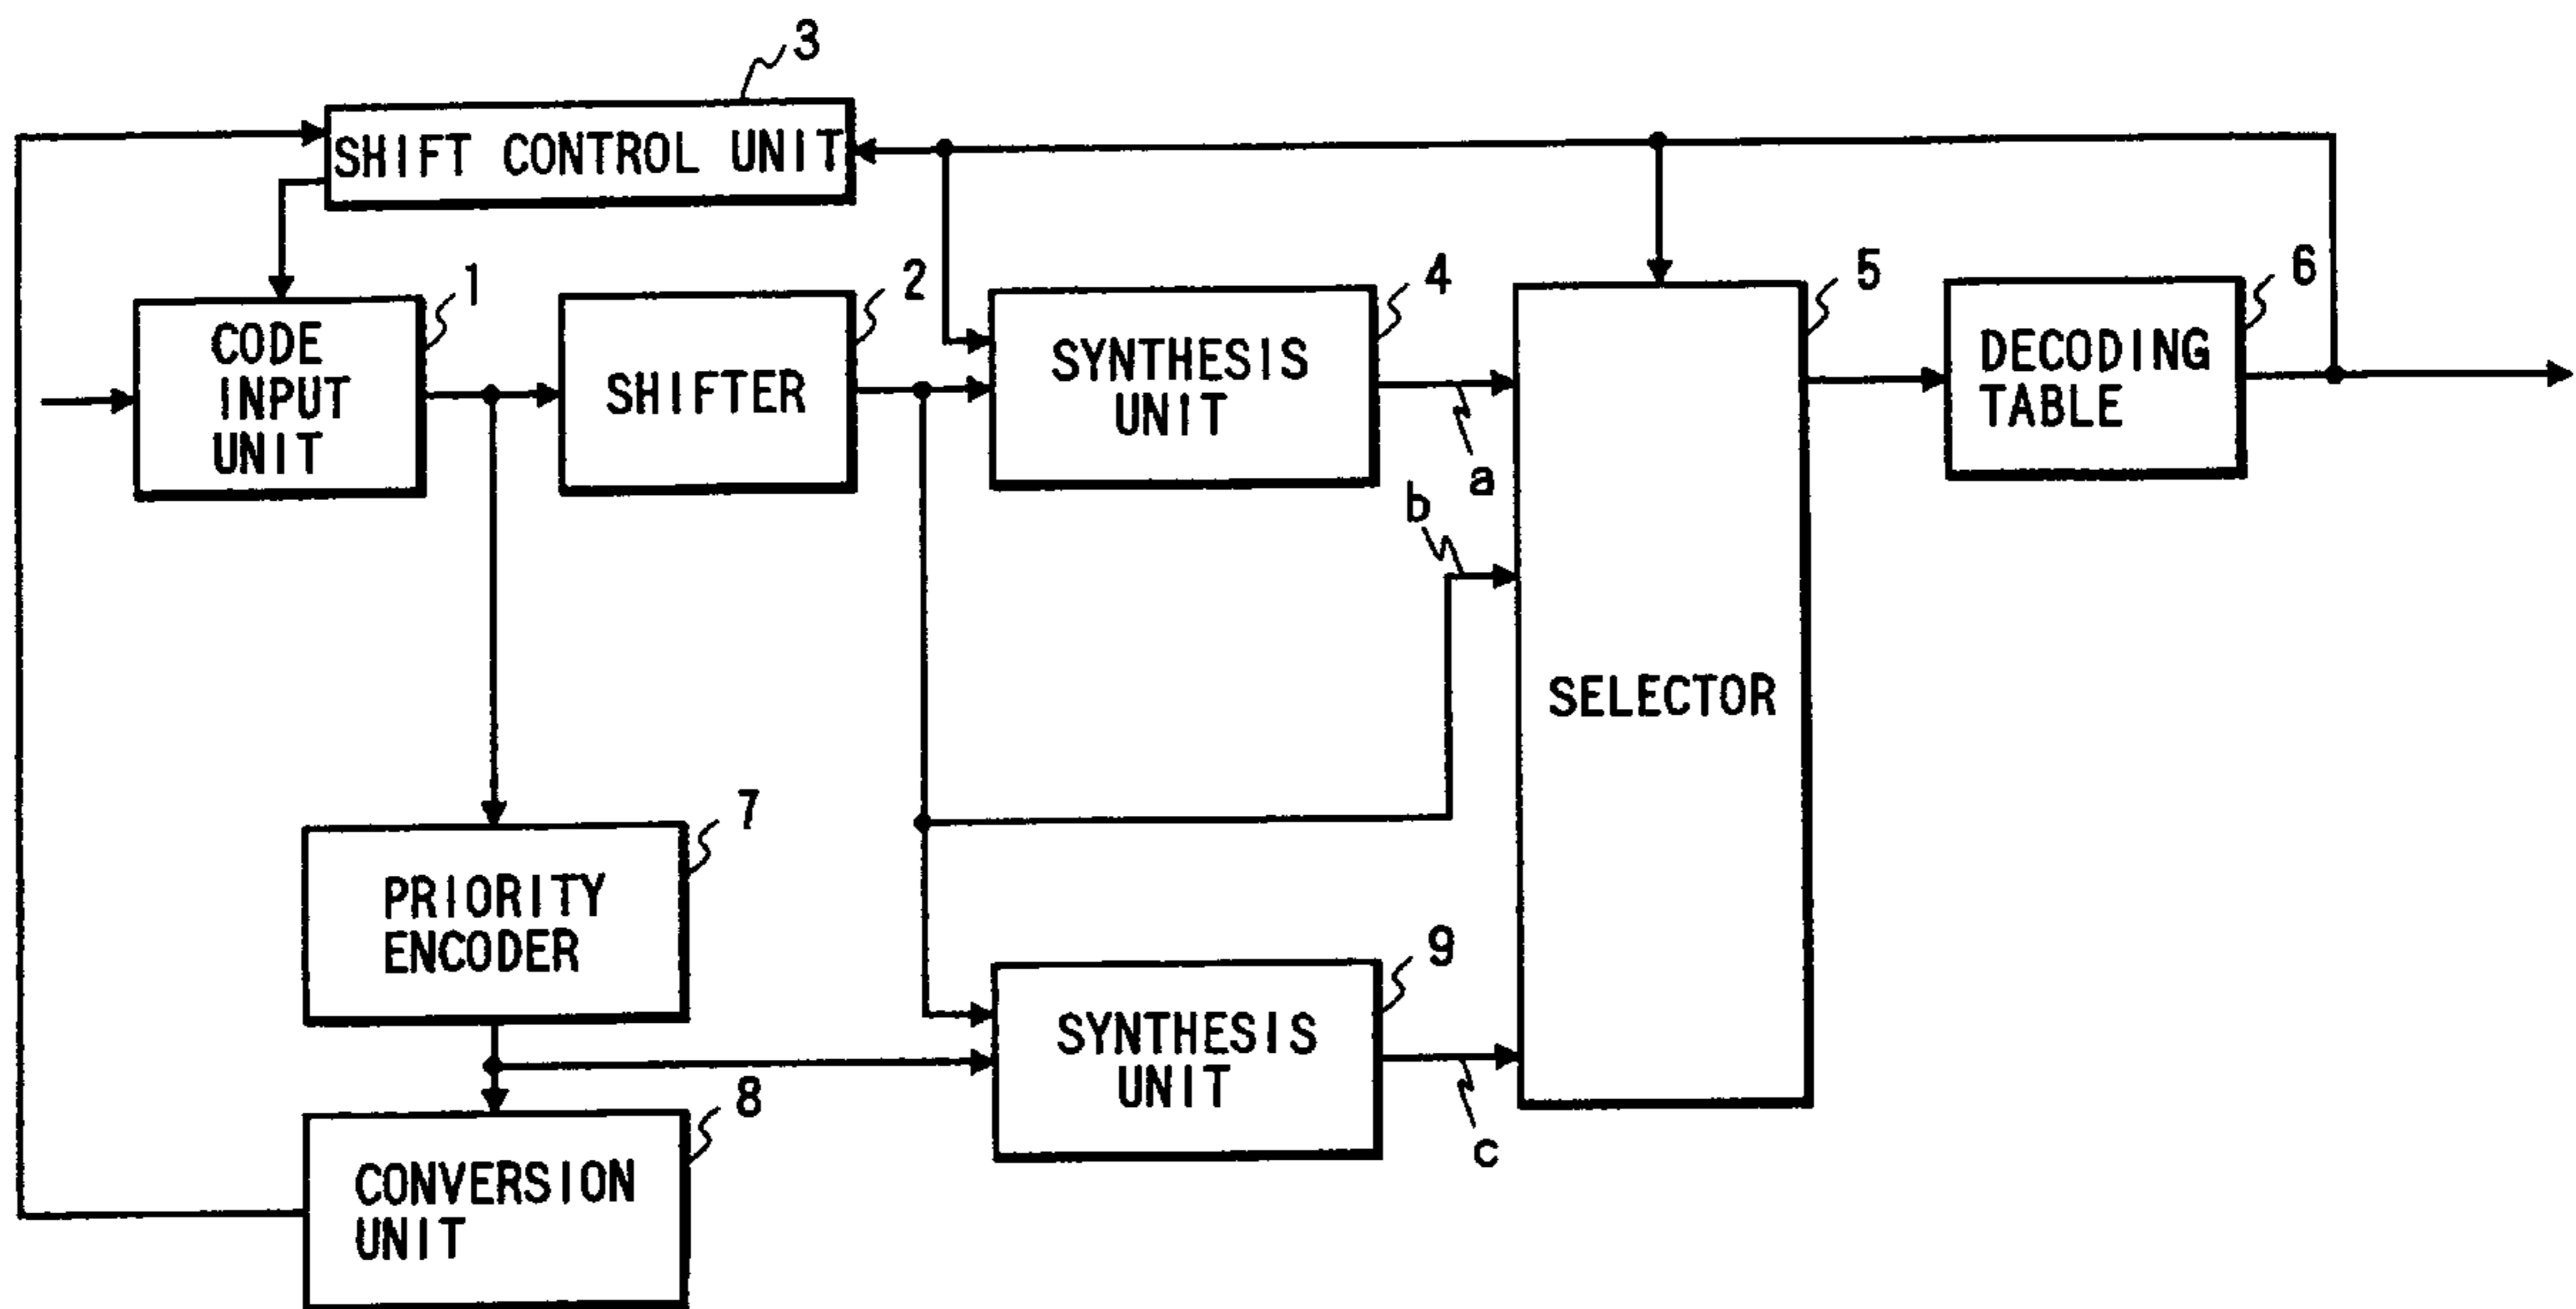 3
SHIFT CONTROL UNIT
1
CODE
INPUT
UNIT
2
SHIFTER
4
SYNTHESIS
UNIT
a
b
5
SELECTOR
6
DECODING
TABLE
7
PRIORITY
ENCODER
8
CONVERSION
UNIT
9
SYNTHESIS
UNIT
c